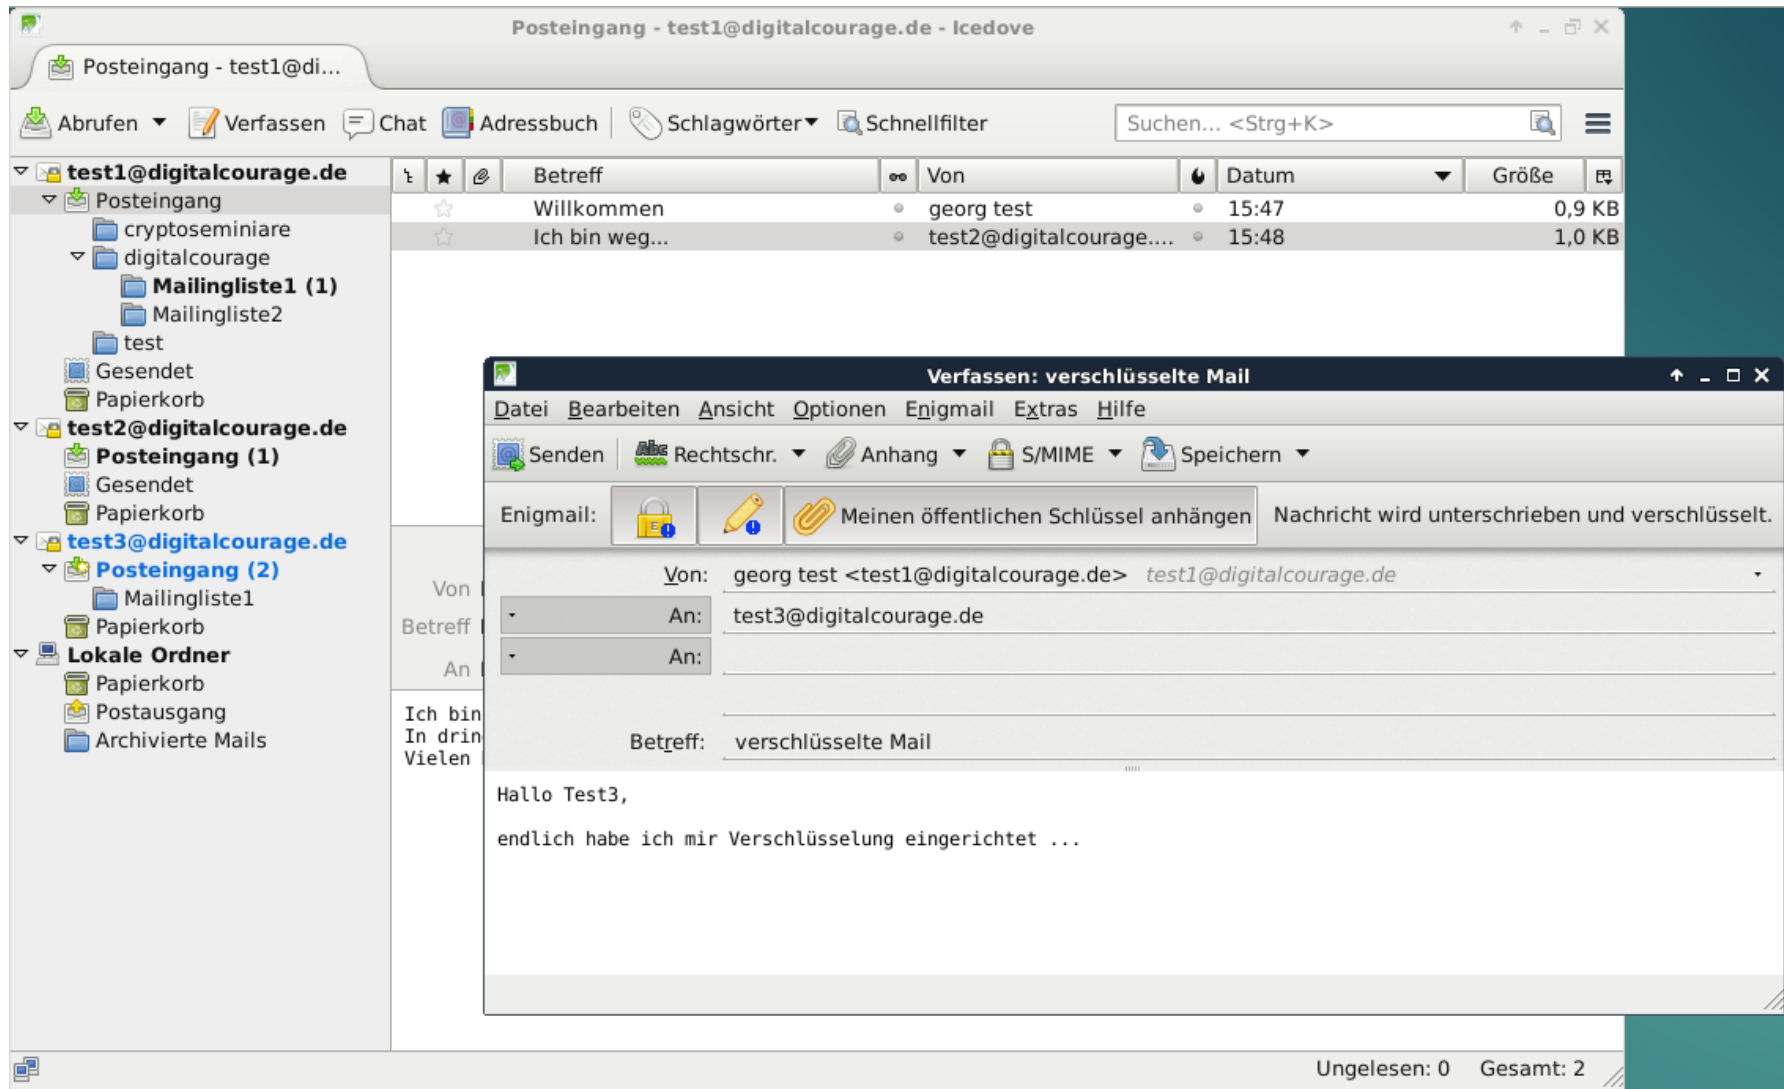 Posteingang - test1@digitalcourage.de - Icedove
Posteingang - test1@di...
Abrufen Verfassen Chat Adressbuch Schlagwörter Schnellfilter Suchen... <Strg+K>
test1@digitalcourage.de
Posteingang
cryptoseminiare
digitalcourage
Mailingliste1 (1)
Mailingliste2
test
Gesendet
Papierkorb
test2@digitalcourage.de
Posteingang (1)
Gesendet
Papierkorb
test3@digitalcourage.de
Posteingang (2)
Mailingliste1
Papierkorb
Lokale Ordner
Papierkorb
Postausgang
Archivierte Mails
Betreff Von Datum Größe
Willkommen georg test 15:47 0,9 KB
Ich bin weg... test2@digitalcourage.... 15:48 1,0 KB
Von
Betreff
An
Ich bin
In drin
Vielen
Verfassen: verschlüsselte Mail
Datei Bearbeiten Ansicht Optionen Enigmail Extras Hilfe
Senden Abc Rechtschr. Anhang S/MIME Speichern
Enigmail: E Meinen öffentlichen Schlüssel anhängen Nachricht wird unterschrieben und verschlüsselt.
Von: georg test <test1@digitalcourage.de> test1@digitalcourage.de
An: test3@digitalcourage.de
An:
Betreff: verschlüsselte Mail
Hallo Test3,
endlich habe ich mir Verschlüsselung eingerichtet ...
Ungelesen: 0 Gesamt: 2